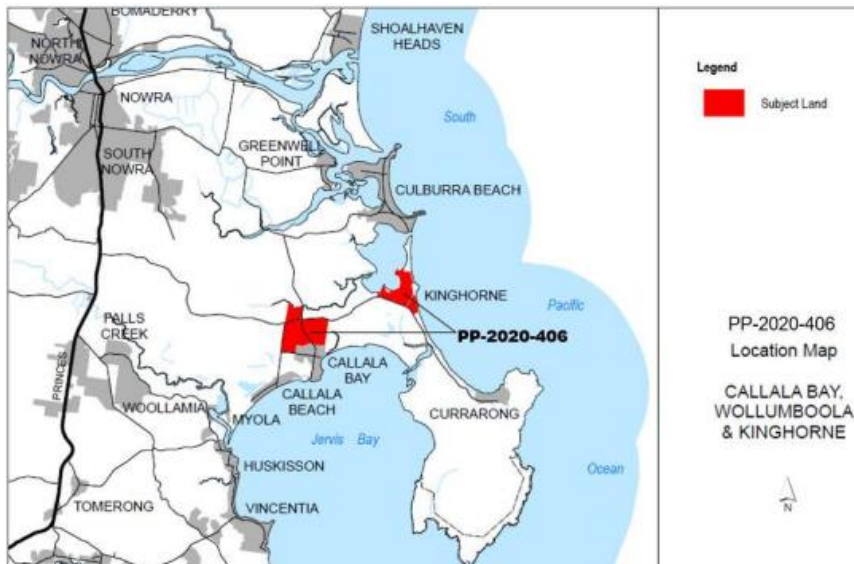 BOMADERRY
NORTH
NOWRA
SHOALHAVEN
HEADS
NOWRA
South
SOUTH
NOWRA
GREENWELL
POINT
CULBURRA BEACH
KINGHORNE
Pacific
FALLS
CREEK
PP-2020-406
PRINCES
CALLALA
BAY
CALLALA
BEACH
WOOLLAMIA
MYOLA
CURRARONG
Jervis Bay
HUSKISSON
Ocean
TOMERONG
VINCENTIA
Legend
Subject Land
PP-2020-406
Location Map
CALLALA BAY,
WOLLUMBOOLA
& KINGHORNE
N